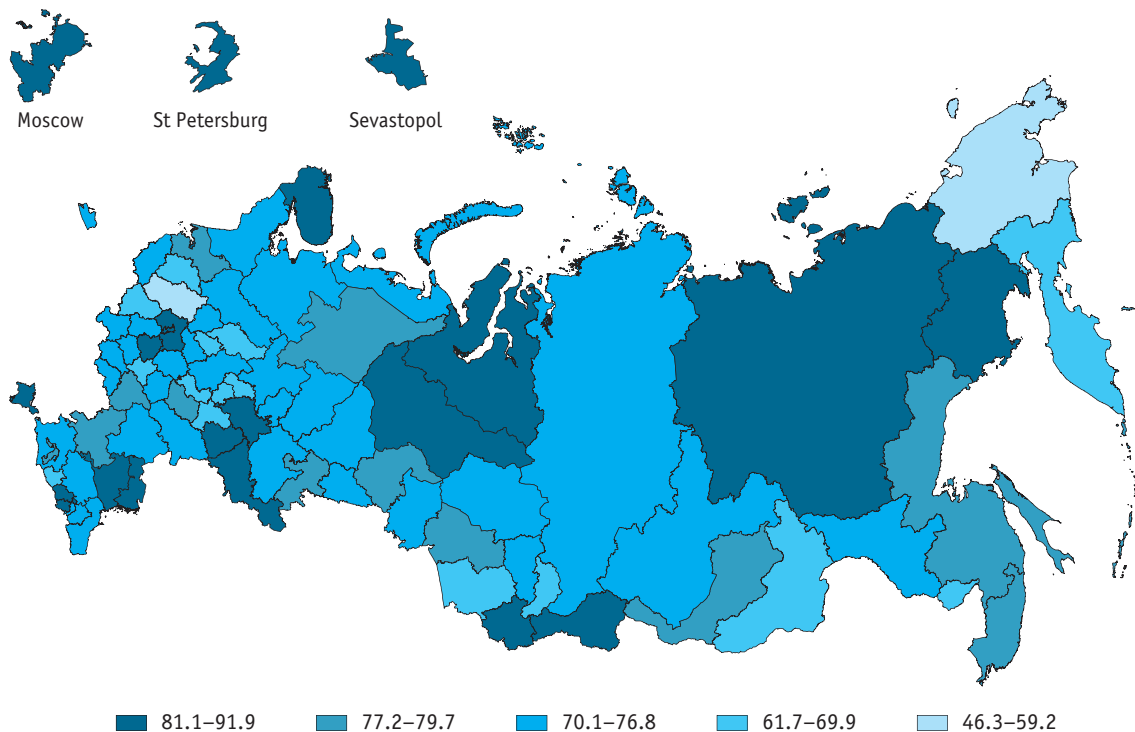 Moscow
St Petersburg
Sevastopol
81.1–91.9
77.2–79.7
70.1–76.8
61.7–69.9
46.3–59.2